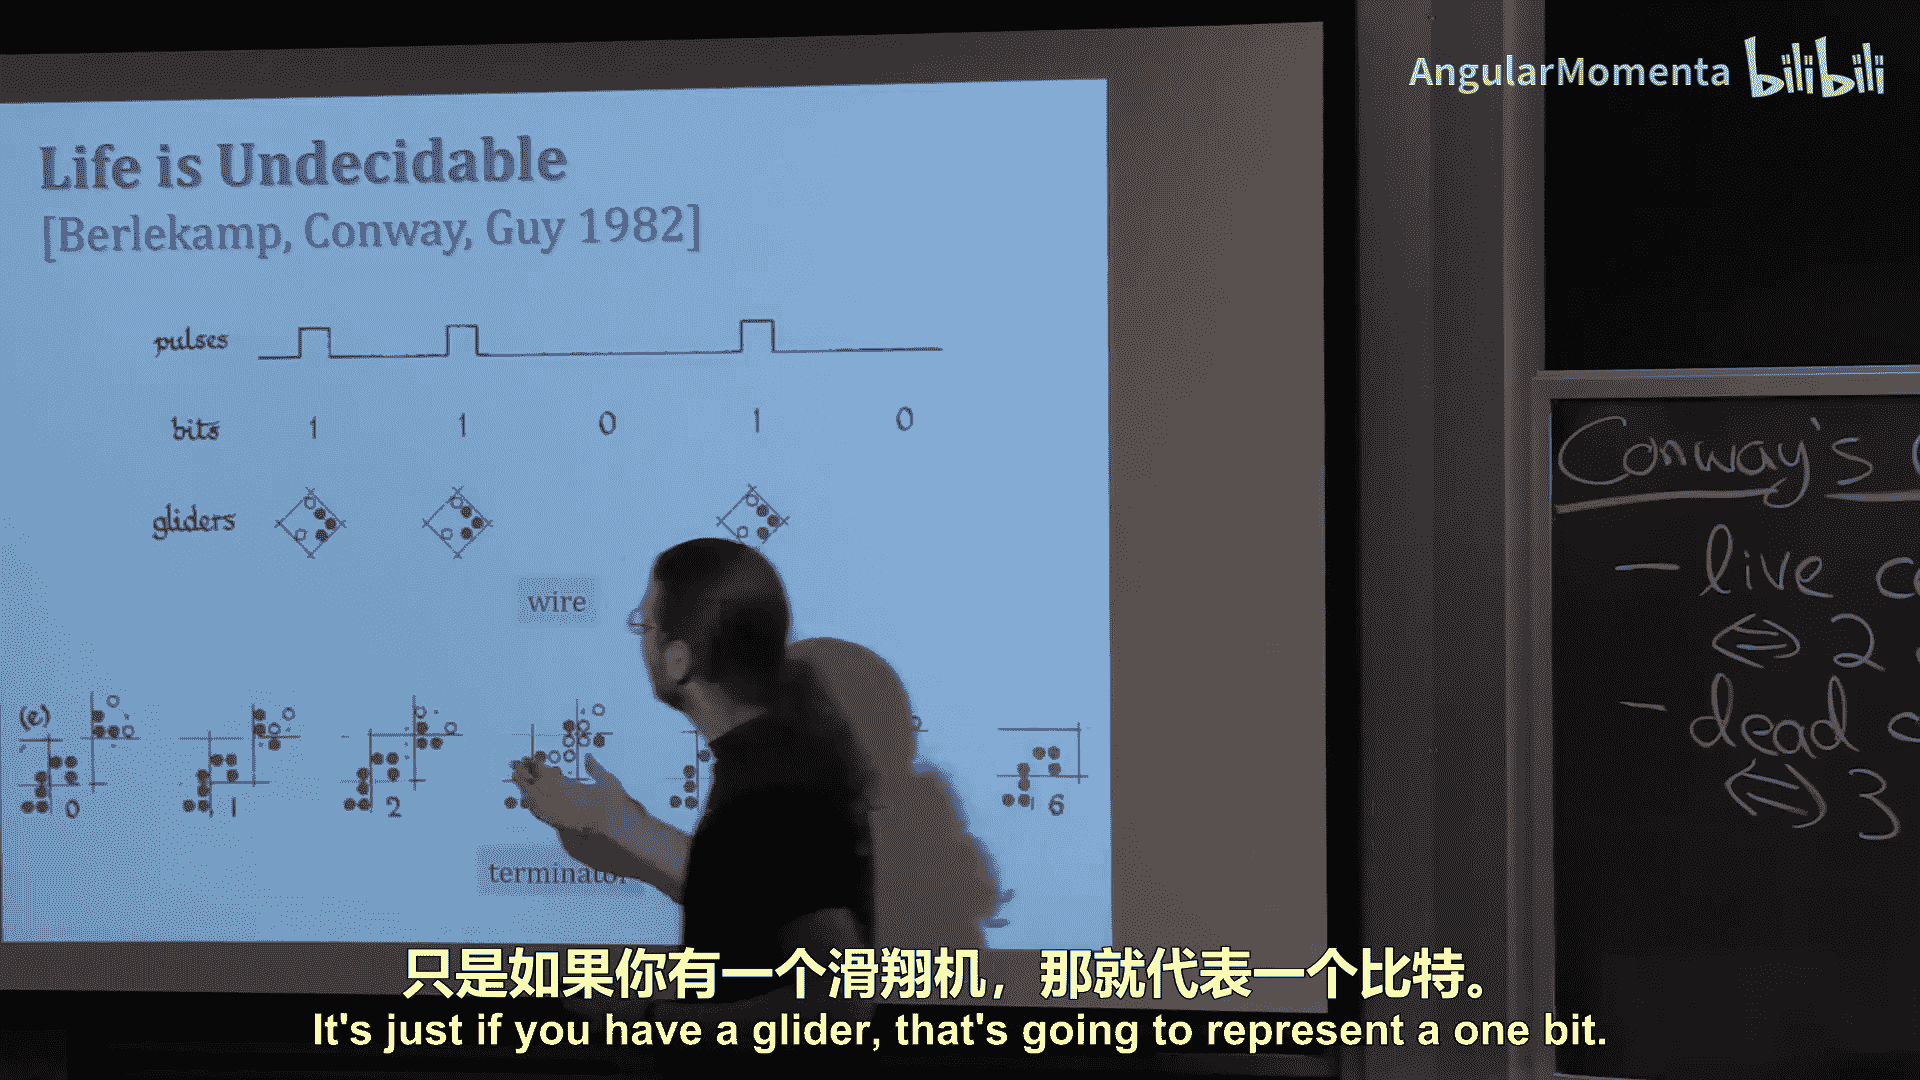 AngularMomenta bilibili
Life is Undecidable
[Berlekamp, Conway, Guy 1982]
pulses
bits 1 1 0 1 0
gliders
wire
(e)
0 1 2 6
terminator
Conway's
— live
⇔ 2
— dead
⇔ 3
只是如果你有一个滑翔机，那就代表一个比特。
It's just if you have a glider, that's going to represent a one bit.